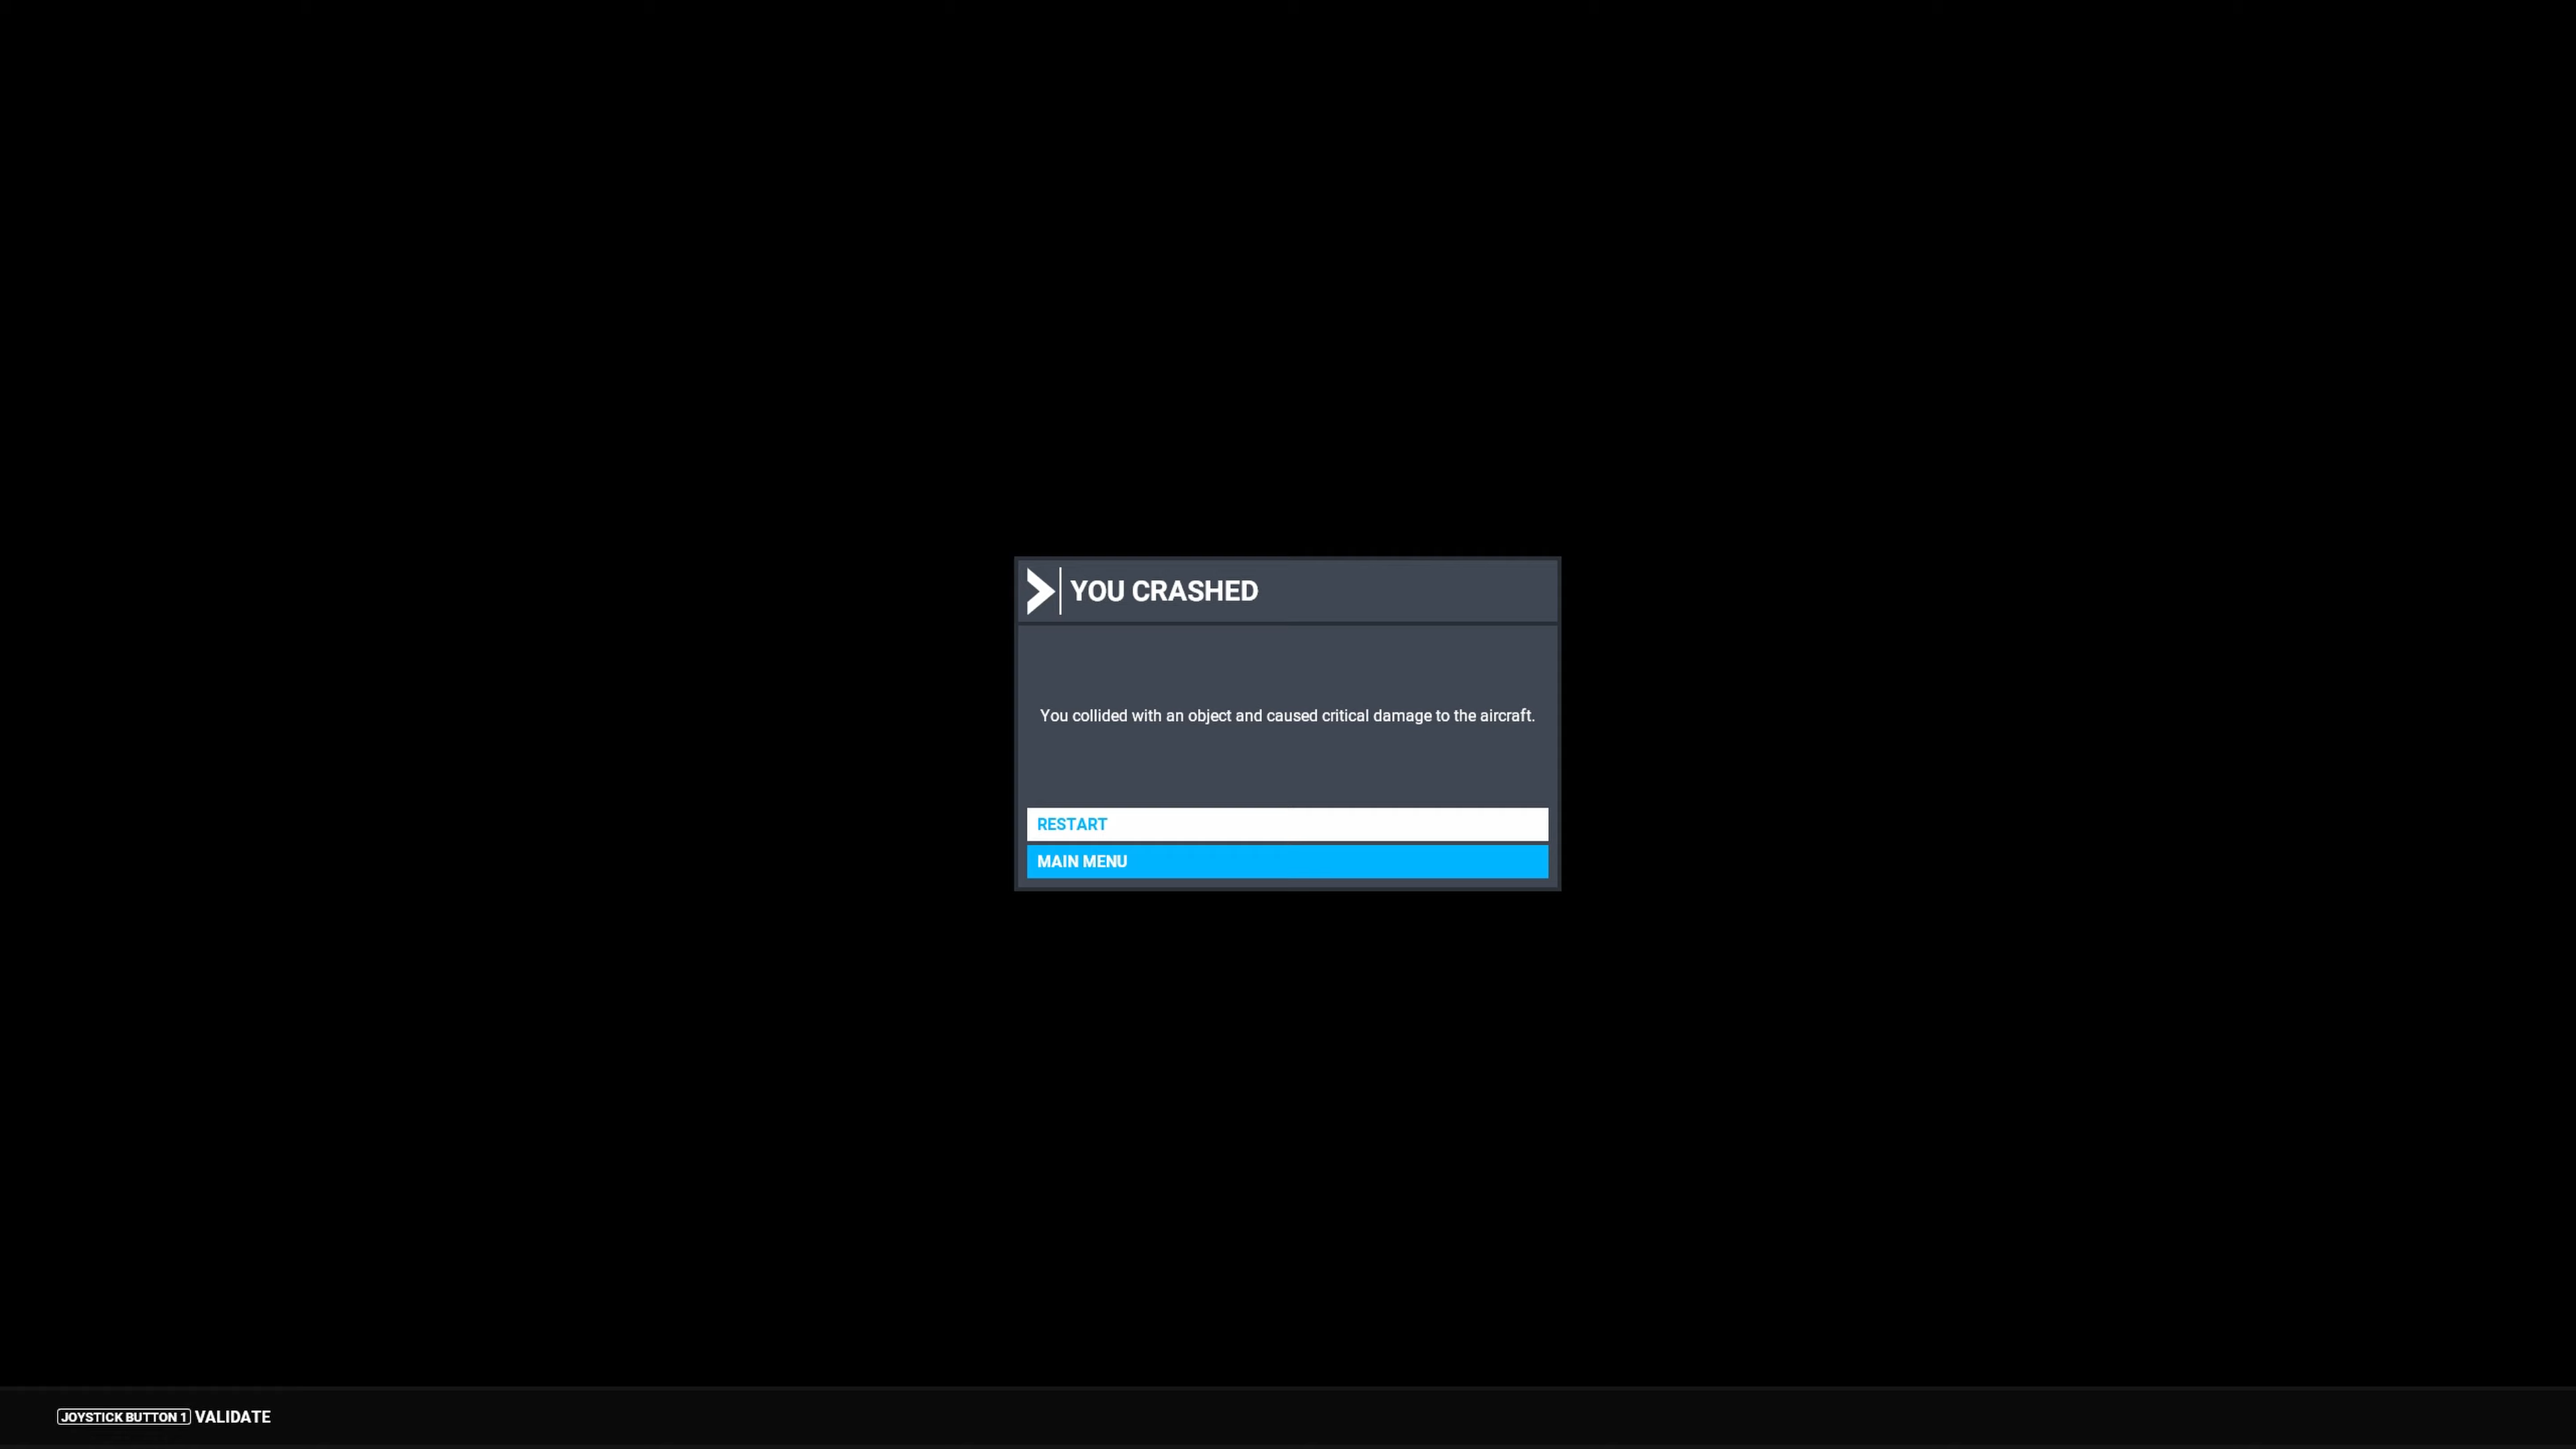 YOU CRASHED
You collided with an object and caused critical damage to the aircraft.
RESTART
MAIN MENU
JOYSTICK BUTTON 1 VALIDATE